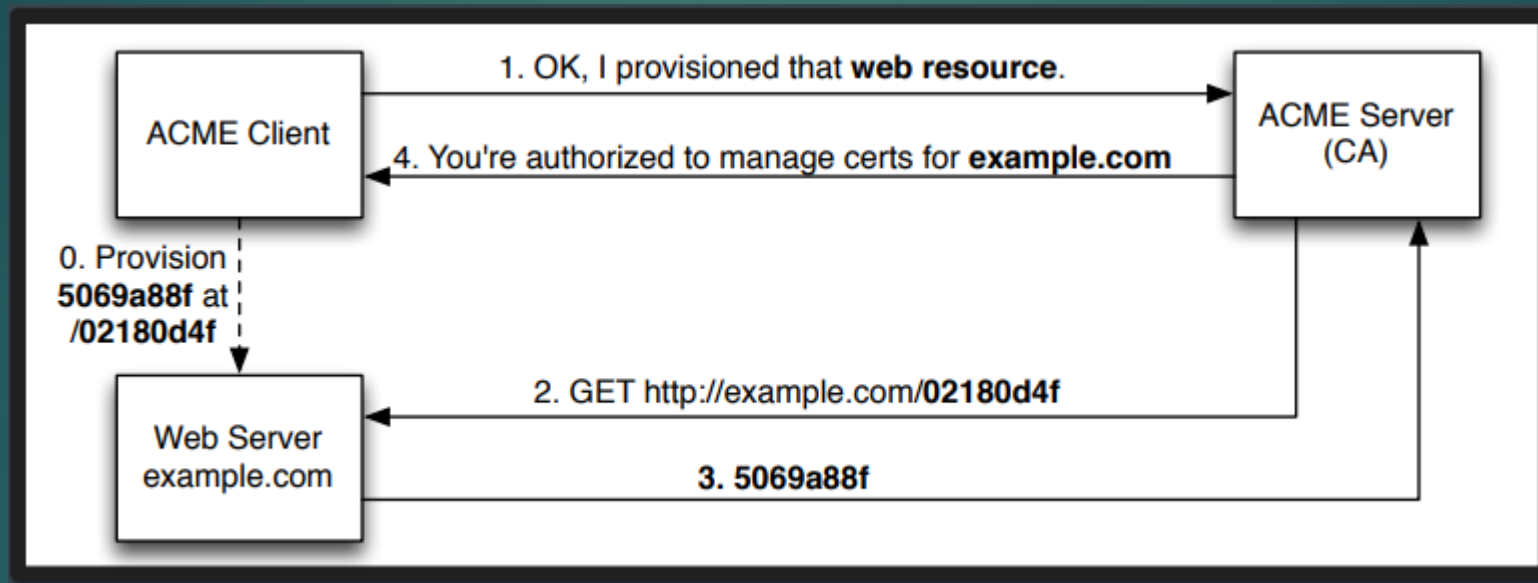 1. OK, I provisioned that web resource.
ACME Client
ACME Server
(CA)
4. You're authorized to manage certs for example.com
0. Provision
5069a88f at
/02180d4f
2. GET http://example.com/02180d4f
Web Server
example.com
3. 5069a88f